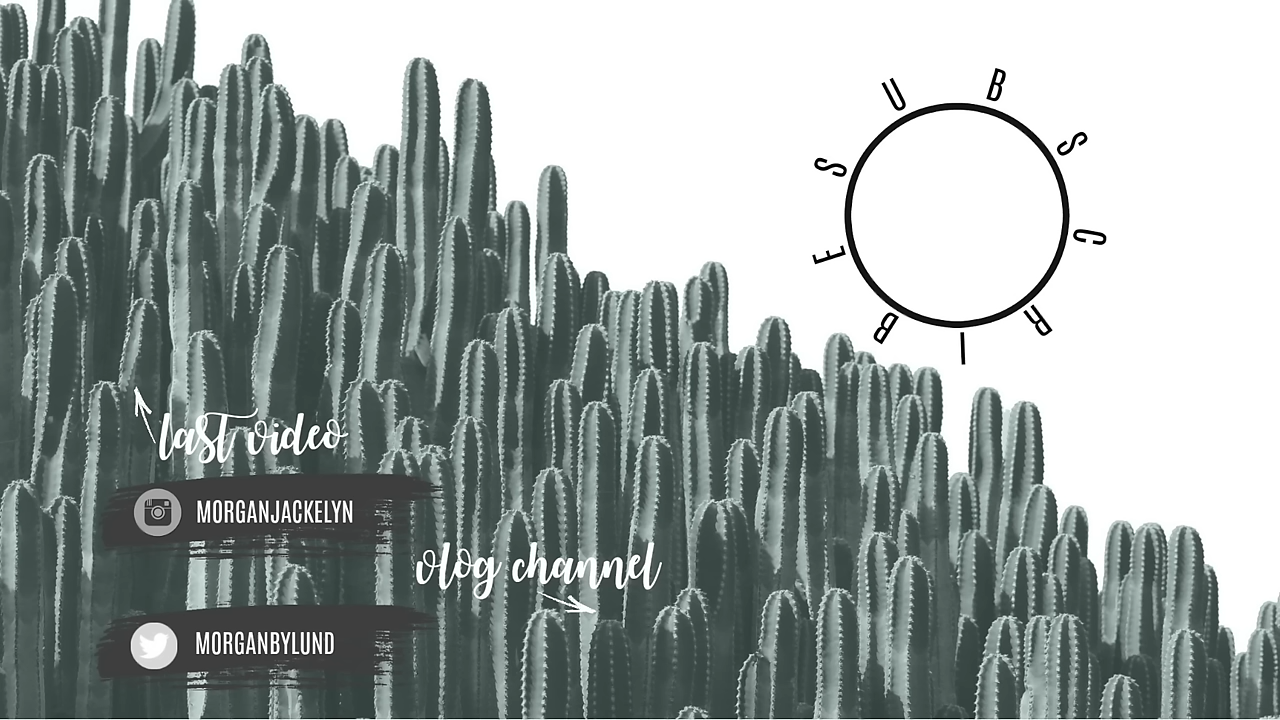 SUBSCRIBE
last video
MORGANJACKELYN
vlog channel
MORGANBYLUND